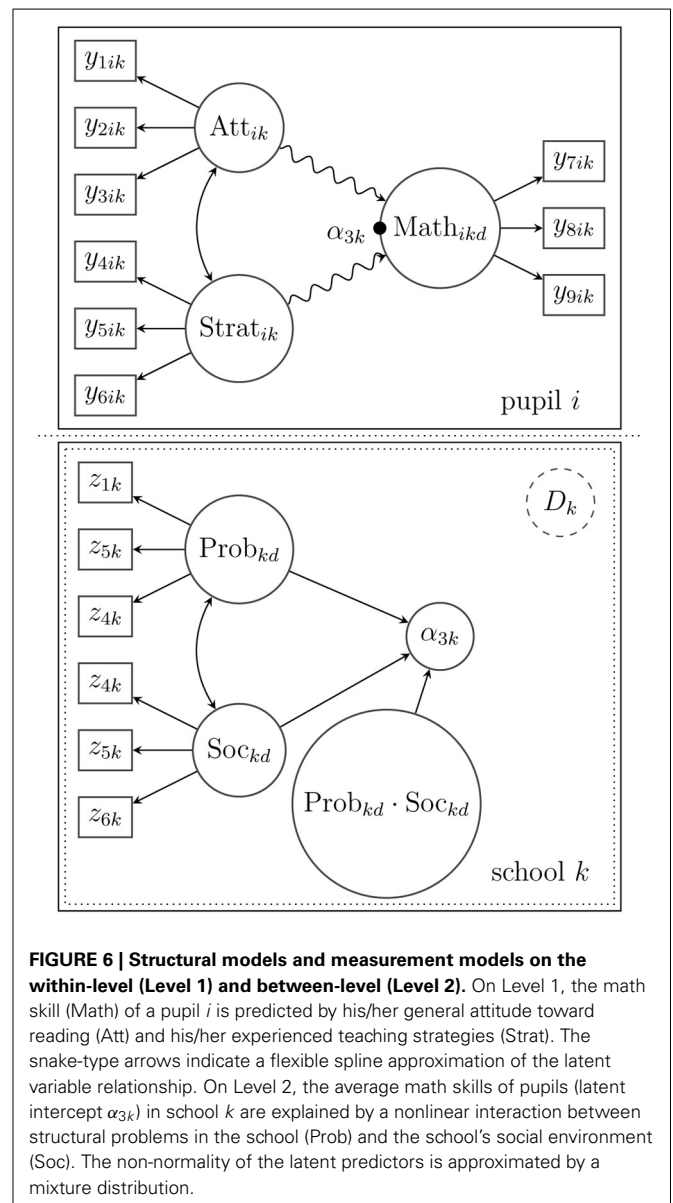 y1ik
y2ik
y3ik
y4ik
y5ik
y6ik
Attik
Stratik
α3k
Mathikd
y7ik
y8ik
y9ik
pupil i
z1k
z5k
z4k
z4k
z5k
z6k
Probkd
Sockd
Dk
α3k
Probkd · Sockd
school k
FIGURE 6 | Structural models and measurement models on the
within-level (Level 1) and between-level (Level 2). On Level 1, the math
skill (Math) of a pupil i is predicted by his/her general attitude toward
reading (Att) and his/her experienced teaching strategies (Strat). The
snake-type arrows indicate a flexible spline approximation of the latent
variable relationship. On Level 2, the average math skills of pupils (latent
intercept α3k) in school k are explained by a nonlinear interaction between
structural problems in the school (Prob) and the school's social environment
(Soc). The non-normality of the latent predictors is approximated by a
mixture distribution.